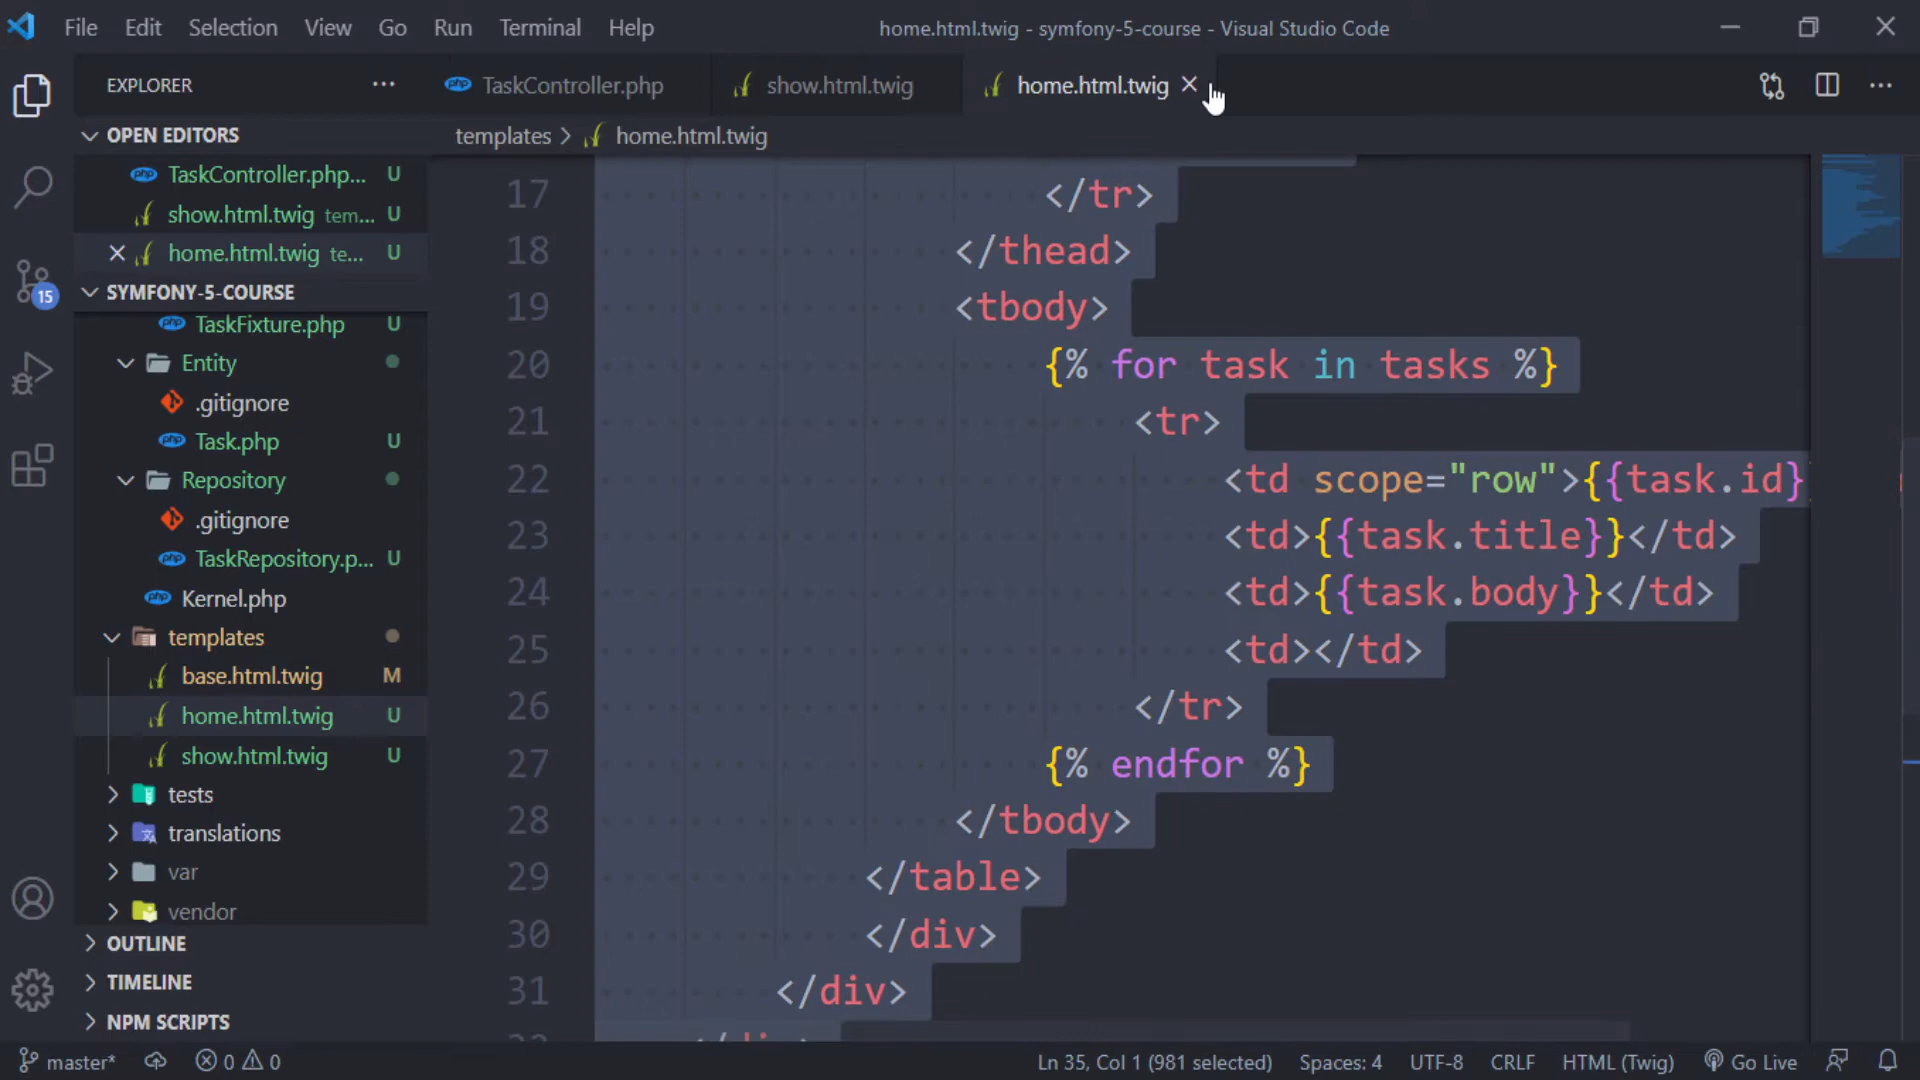 File Edit Selection View Go Run Terminal Help
home.html.twig - symfony-5-course - Visual Studio Code
EXPLORER
TaskController.php
show.html.twig
home.html.twig
OPEN EDITORS
TaskController.php... U
show.html.twig tem... U
home.html.twig te... U
SYMFONY-5-COURSE
TaskFixture.php U
Entity
.gitignore
Task.php U
Repository
.gitignore
TaskRepository.p... U
Kernel.php
templates
base.html.twig M
home.html.twig U
show.html.twig U
tests
translations
var
vendor
OUTLINE
TIMELINE
NPM SCRIPTS
15
templates > home.html.twig
17 </tr>
18 </thead>
19 <tbody>
20 {% for task in tasks %}
21 <tr>
22 <td scope="row">{{task.id}
23 <td>{{task.title}}</td>
24 <td>{{task.body}}</td>
25 <td></td>
26 </tr>
27 {% endfor %}
28 </tbody>
29 </table>
30 </div>
31 </div>
master* 0 0
Ln 35, Col 1 (981 selected) Spaces: 4 UTF-8 CRLF HTML (Twig) Go Live